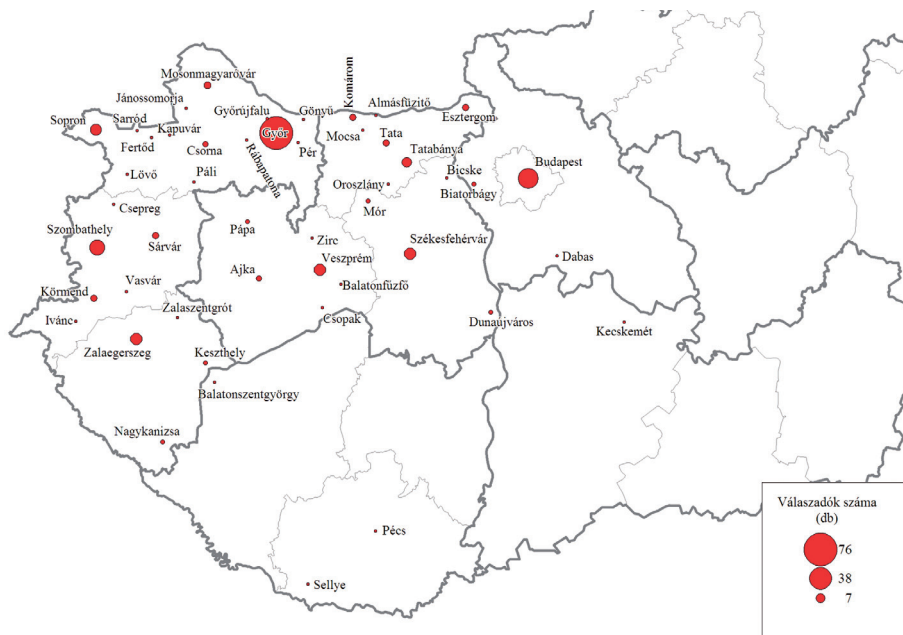 Mosonmagyaróvár
Komárom
Jánossomorja
Győrújfalu
Gönyű
Almásfüzitő
Esztergom
Sopron
Sarród
Kapuvár
Győr
Mocsa
Tata
Fertőd
Csorna
Rábapatona
Pér
Tatabánya
Bicske
Budapest
Lövő
Páli
Oroszlány
Biatorbágy
Csepreg
Mór
Szombathely
Sárvár
Pápa
Zirc
Székesfehérvár
Veszprém
Dabas
Vasvár
Ajka
Körmend
Balatonfűzfő
Zalaszentgrót
Ivánc
Csopak
Dunaújváros
Kecskemét
Zalaegerszeg
Keszthely
Balatonszentgyörgy
Nagykanizsa
Pécs
Sellye
Válaszadók száma
(db)
76
38
7